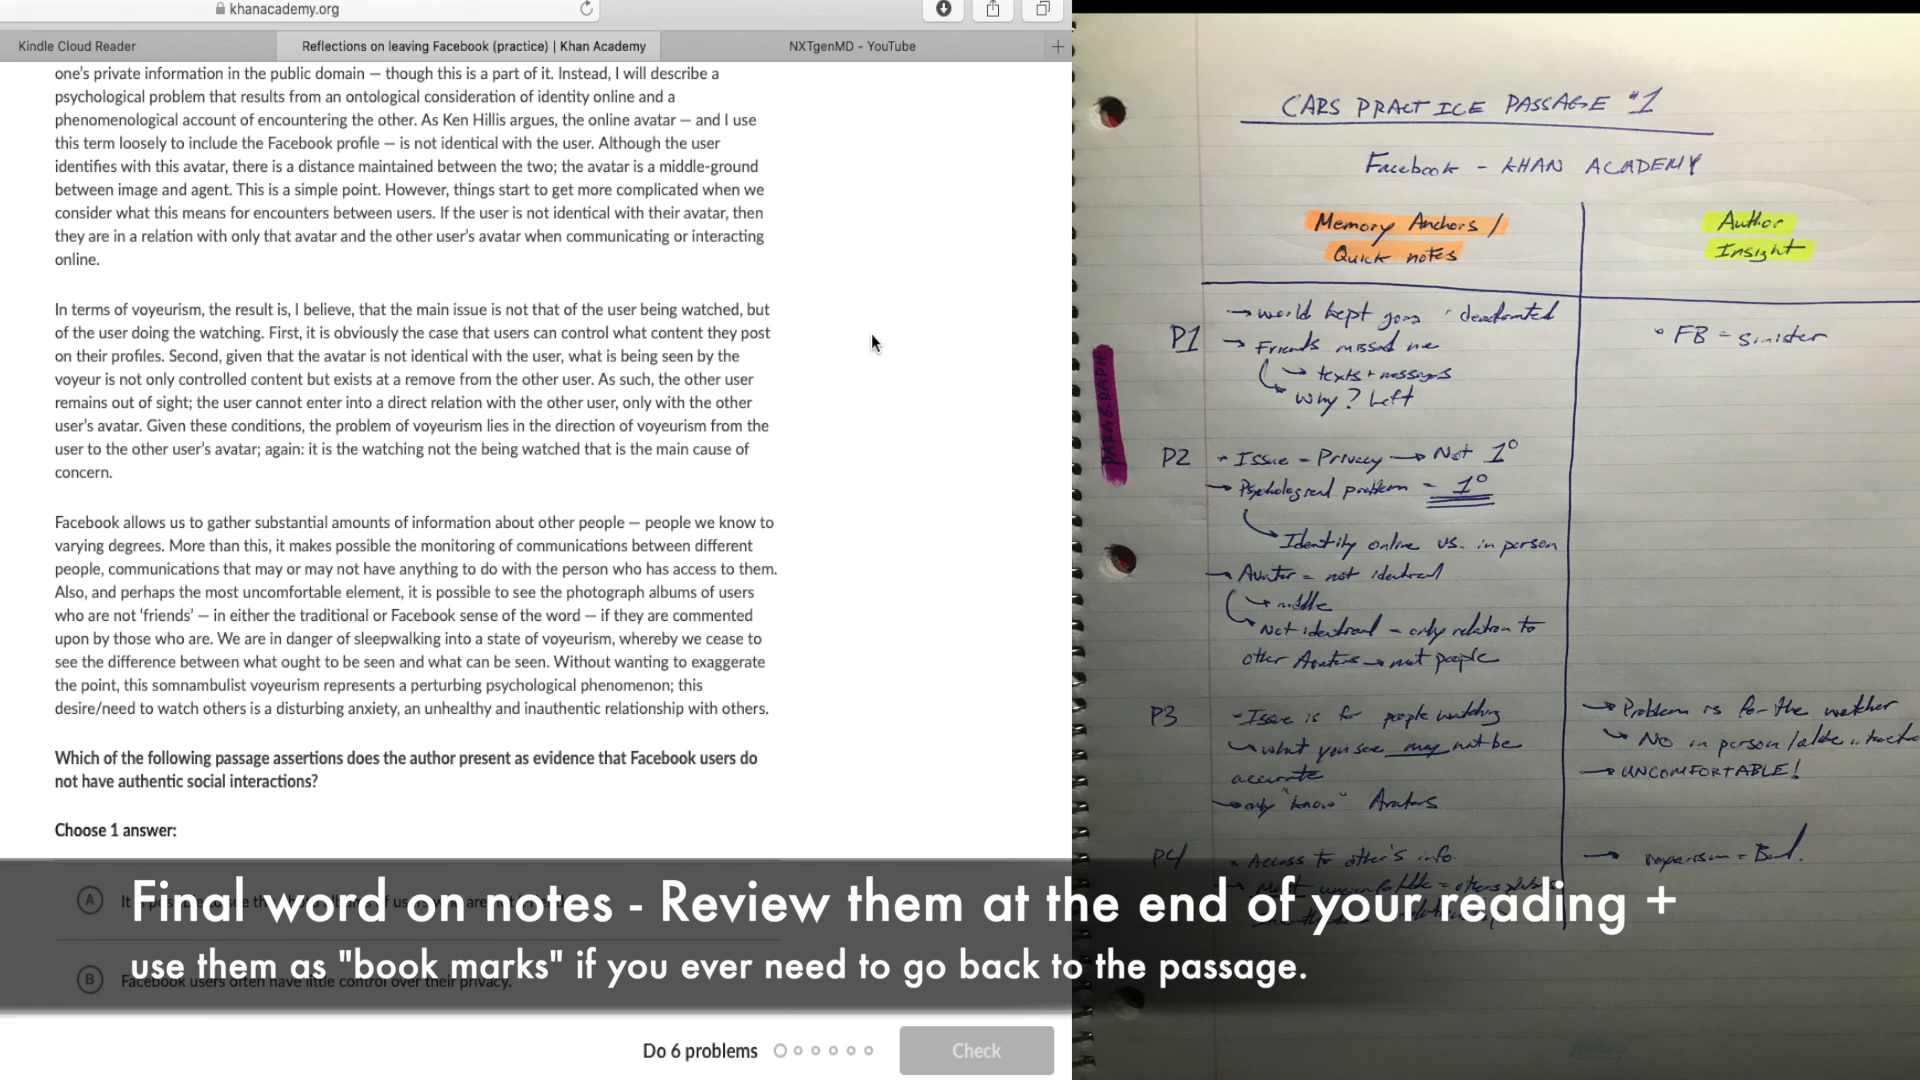 khanacademy.org
Kindle Cloud Reader
Reflections on leaving Facebook (practice) | Khan Academy
NXTgenMD - YouTube
one's private information in the public domain — though this is a part of it. Instead, I will describe a
psychological problem that results from an ontological consideration of identity online and a
phenomenological account of encountering the other. As Ken Hillis argues, the online avatar — and I use
this term loosely to include the Facebook profile — is not identical with the user. Although the user
identifies with this avatar, there is a distance maintained between the two; the avatar is a middle-ground
between image and agent. This is a simple point. However, things start to get more complicated when we
consider what this means for encounters between users. If the user is not identical with their avatar, then
they are in a relation with only that avatar and the other user's avatar when communicating or interacting
online.
In terms of voyeurism, the result is, I believe, that the main issue is not that of the user being watched, but
of the user doing the watching. First, it is obviously the case that users can control what content they post
on their profiles. Second, given that the avatar is not identical with the user, what is being seen by the
voyeur is not only controlled content but exists at a remove from the other user. As such, the other user
remains out of sight; the user cannot enter into a direct relation with the other user, only with the other
user's avatar. Given these conditions, the problem of voyeurism lies in the direction of voyeurism from the
user to the other user's avatar; again: it is the watching not the being watched that is the main cause of
concern.
Facebook allows us to gather substantial amounts of information about other people — people we know to
varying degrees. More than this, it makes possible the monitoring of communications between different
people, communications that may or may not have anything to do with the person who has access to them.
Also, and perhaps the most uncomfortable element, it is possible to see the photograph albums of users
who are not 'friends' — in either the traditional or Facebook sense of the word — if they are commented
upon by those who are. We are in danger of sleepwalking into a state of voyeurism, whereby we cease to
see the difference between what ought to be seen and what can be seen. Without wanting to exaggerate
the point, this somnambulist voyeurism represents a perturbing psychological phenomenon; this
desire/need to watch others is a disturbing anxiety, an unhealthy and inauthentic relationship with others.
Which of the following passage assertions does the author present as evidence that Facebook users do
not have authentic social interactions?
Choose 1 answer:
A
B Facebook users often have little control over their privacy.
Do 6 problems
Check
CARS PRACTICE PASSAGE #1
Facebook - KHAN ACADEMY
Memory Anchors /
Quick notes
Author
Insight
PARAGRAPH
P1
→ world kept going
→ Friends missed me
→ texts + messages
→ why? Left
• FB = sinister
P2
• Issue = Privacy → Not 1°
→ Psychological problem = 1°
Identity online vs. in person
→ Avatar = not identical
→ middle
Not identical - only relation to
other Avatars → not people
P3
• Issue is for people watching
what you see may not be
accurate
→ only "know" Avatars
→ Problem is for the watcher
→ UNCOMFORTABLE!
P4
• Access to other's info.
→ voyeurism = Bad.
Final word on notes - Review them at the end of your reading +
use them as "book marks" if you ever need to go back to the passage.